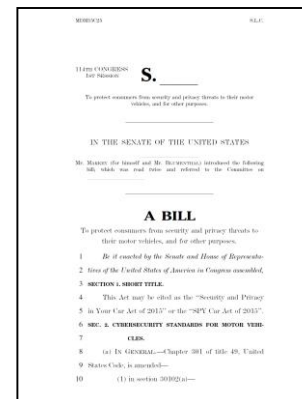 S.L.C.
114TH CONGRESS
1ST SESSION
S.
To protect consumers from security and privacy threats to their motor
vehicles, and for other purposes.
IN THE SENATE OF THE UNITED STATES
Mr. MARKEY (for himself and Mr. BLUMENTHAL) introduced the following
bill; which was read twice and referred to the Committee on
A BILL
To protect consumers from security and privacy threats to
their motor vehicles, and for other purposes.
1 Be it enacted by the Senate and House of Representa-
2 tives of the United States of America in Congress assembled,
3 SECTION 1. SHORT TITLE.
4 This Act may be cited as the “Security and Privacy
5 in Your Car Act of 2015” or the “SPY Car Act of 2015”.
6 SEC. 2. CYBERSECURITY STANDARDS FOR MOTOR VEHI-
7 CLES.
8 (a) IN GENERAL.—Chapter 301 of title 49, United
9 States Code, is amended—
10 (1) in section 30102(a)—